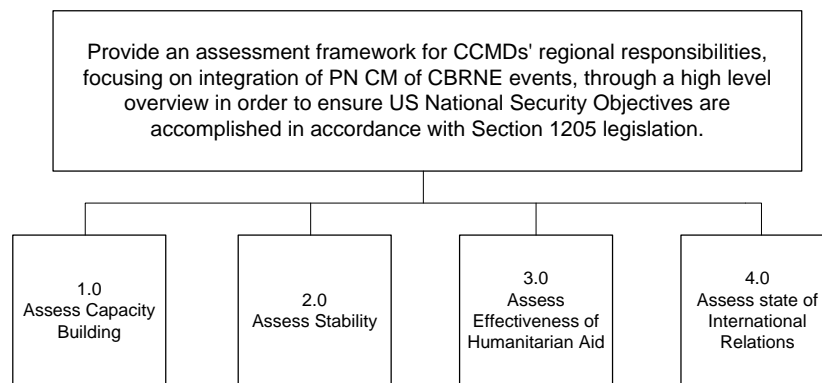 Provide an assessment framework for CCMDs' regional responsibilities,
focusing on integration of PN CM of CBRNE events, through a high level
overview in order to ensure US National Security Objectives are
accomplished in accordance with Section 1205 legislation.
1.0
Assess Capacity
Building
2.0
Assess Stability
3.0
Assess
Effectiveness of
Humanitarian Aid
4.0
Assess state of
International
Relations